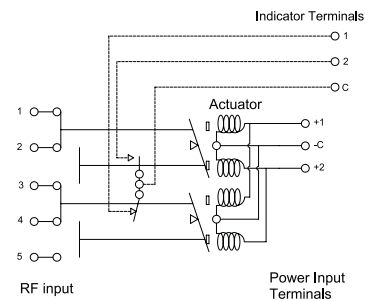 Indicator Terminals
1
2
C
Actuator
1
2
3
4
5
+1
-C
+2
RF input
Power Input
Terminals